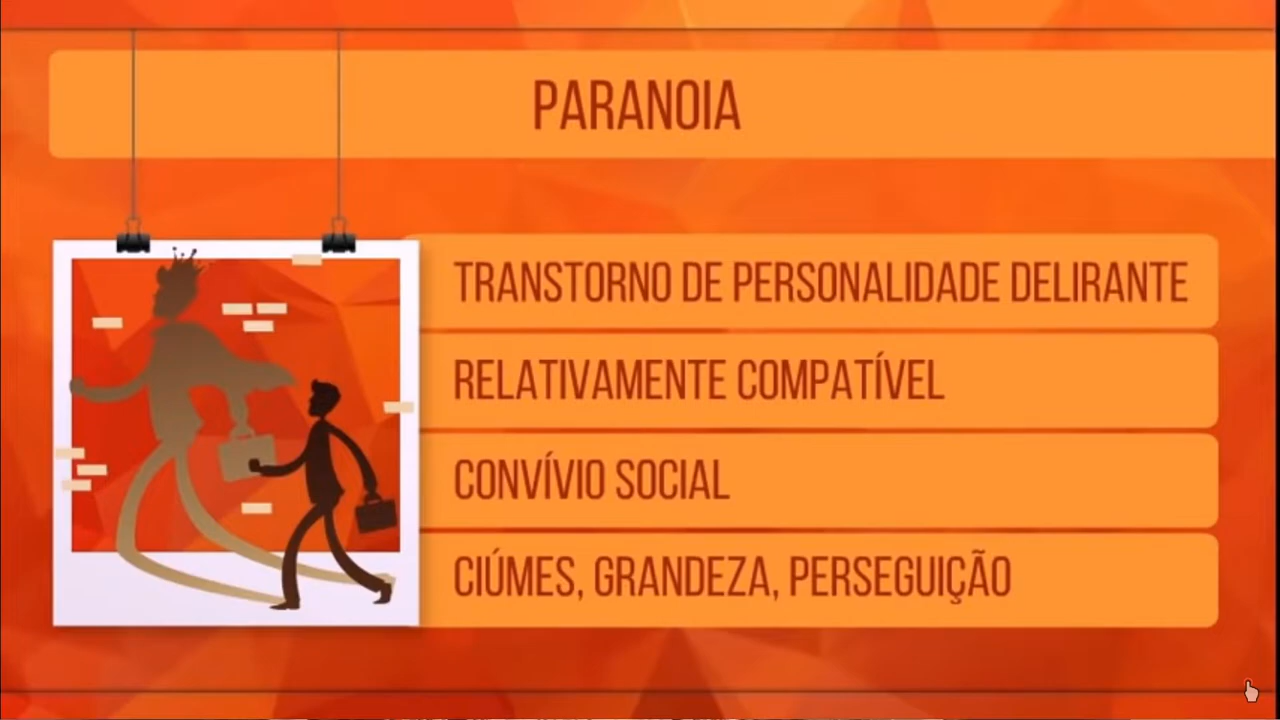 PARANOIA
TRANSTORNO DE PERSONALIDADE DELIRANTE
RELATIVAMENTE COMPATÍVEL
CONVÍVIO SOCIAL
CIÚMES, GRANDEZA, PERSEGUIÇÃO